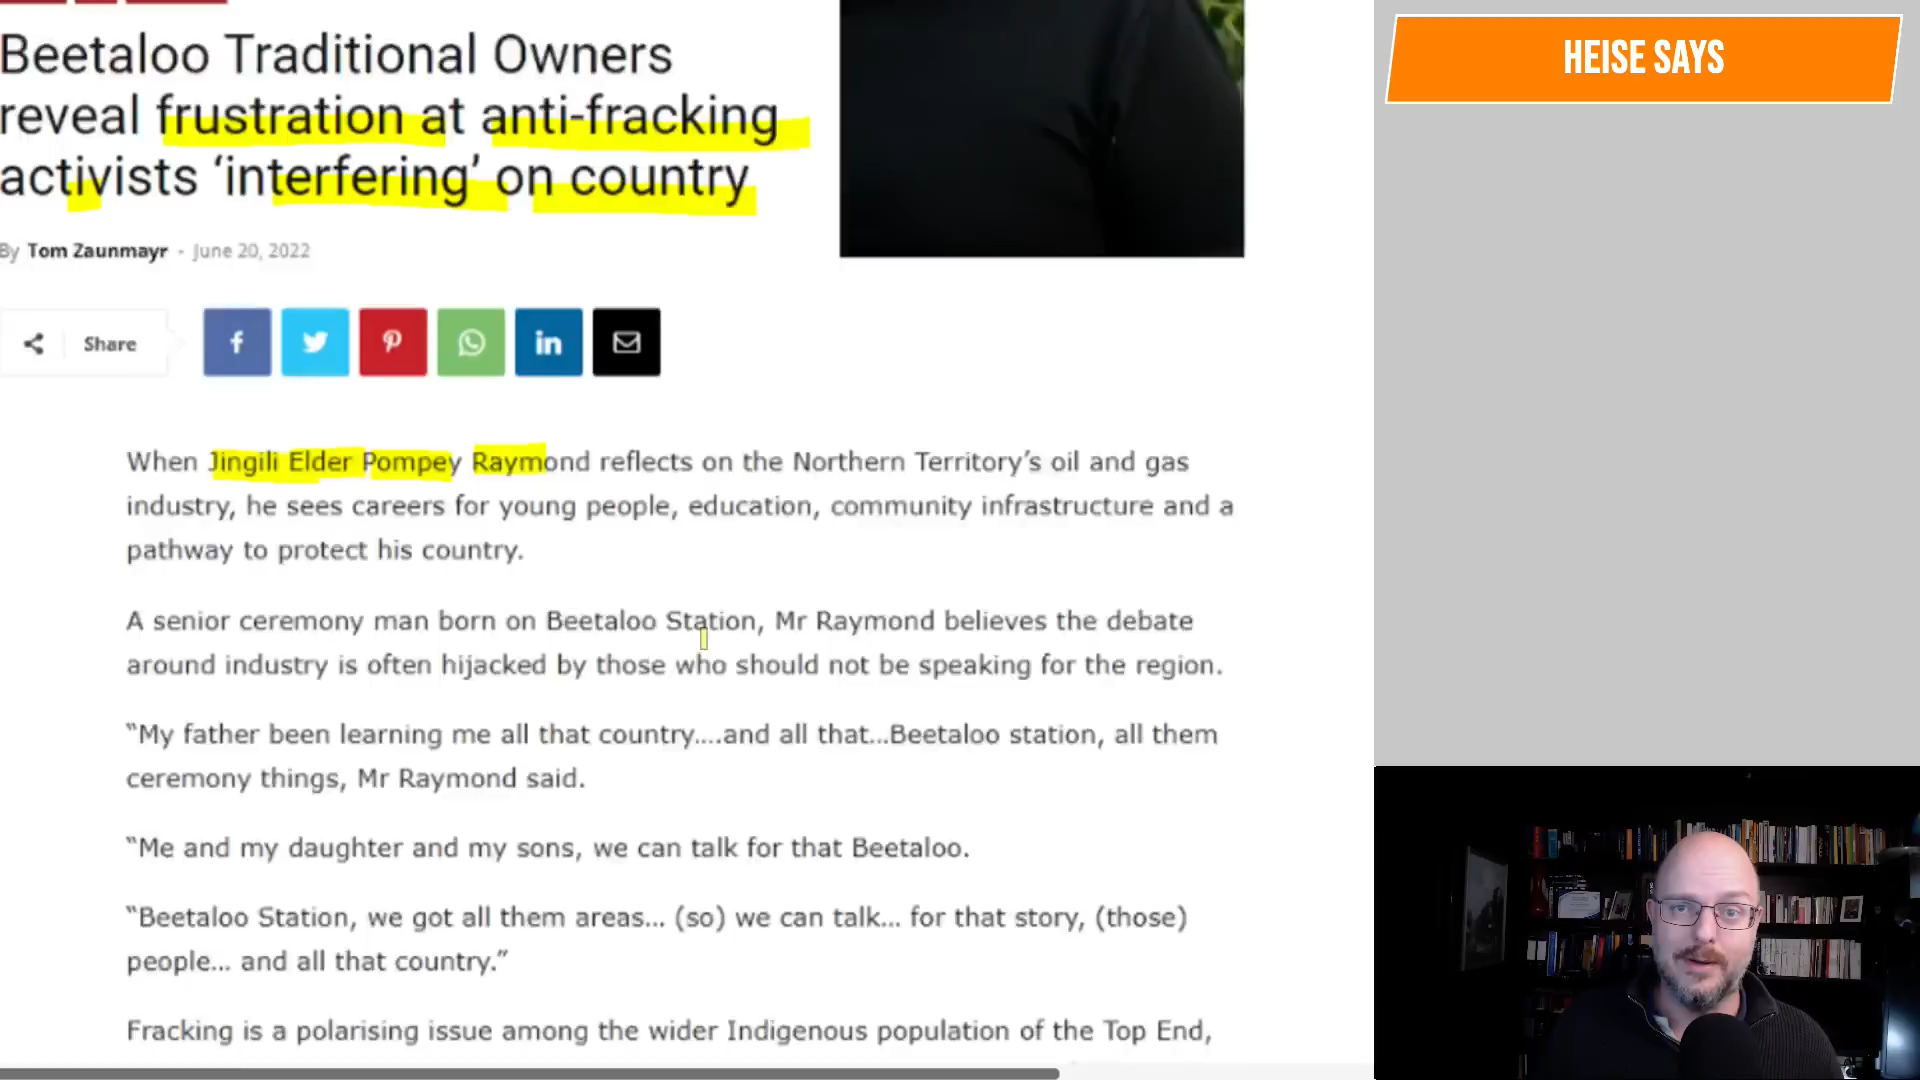 Beetaloo Traditional Owners
reveal frustration at anti-fracking
activists ‘interfering’ on country
By Tom Zaunmayr - June 20, 2022
Share
When Jingili Elder Pompey Raymond reflects on the Northern Territory’s oil and gas
industry, he sees careers for young people, education, community infrastructure and a
pathway to protect his country.
A senior ceremony man born on Beetaloo Station, Mr Raymond believes the debate
around industry is often hijacked by those who should not be speaking for the region.
“My father been learning me all that country....and all that...Beetaloo station, all them
ceremony things, Mr Raymond said.
“Me and my daughter and my sons, we can talk for that Beetaloo.
“Beetaloo Station, we got all them areas... (so) we can talk... for that story, (those)
people... and all that country.”
Fracking is a polarising issue among the wider Indigenous population of the Top End,
HEISE SAYS